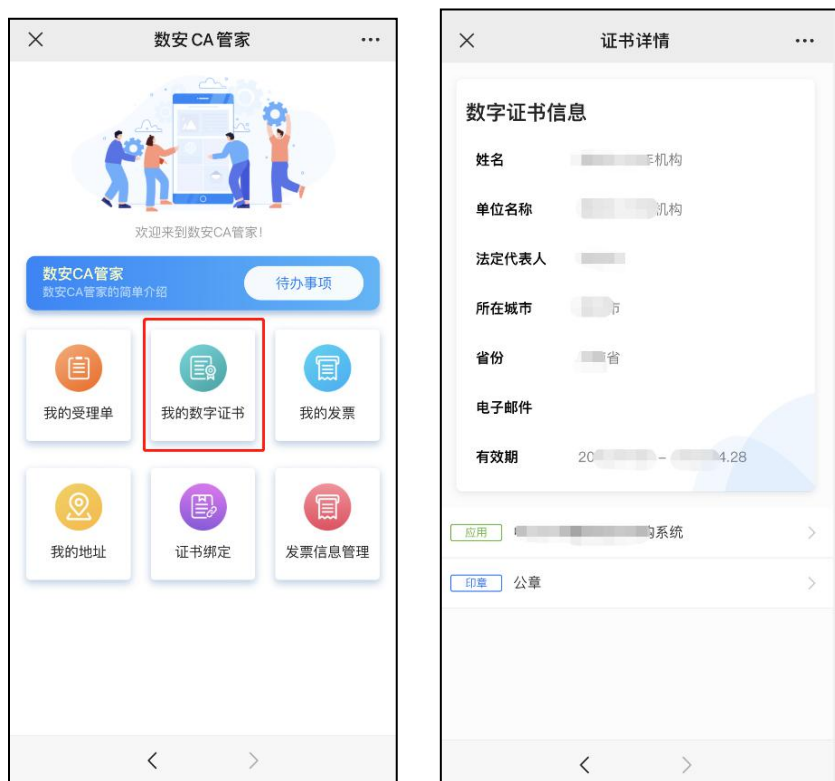 数安CA管家
欢迎来到数安CA管家!
数安CA管家
数安CA管家的简单介绍
待办事项
我的受理单
我的数字证书
我的发票
我的地址
证书绑定
发票信息管理
证书详情
数字证书信息
姓名 机构
单位名称 机构
法定代表人
所在城市 市
省份 省
电子邮件
有效期 20 – 4.28
应用 系统
印章 公章